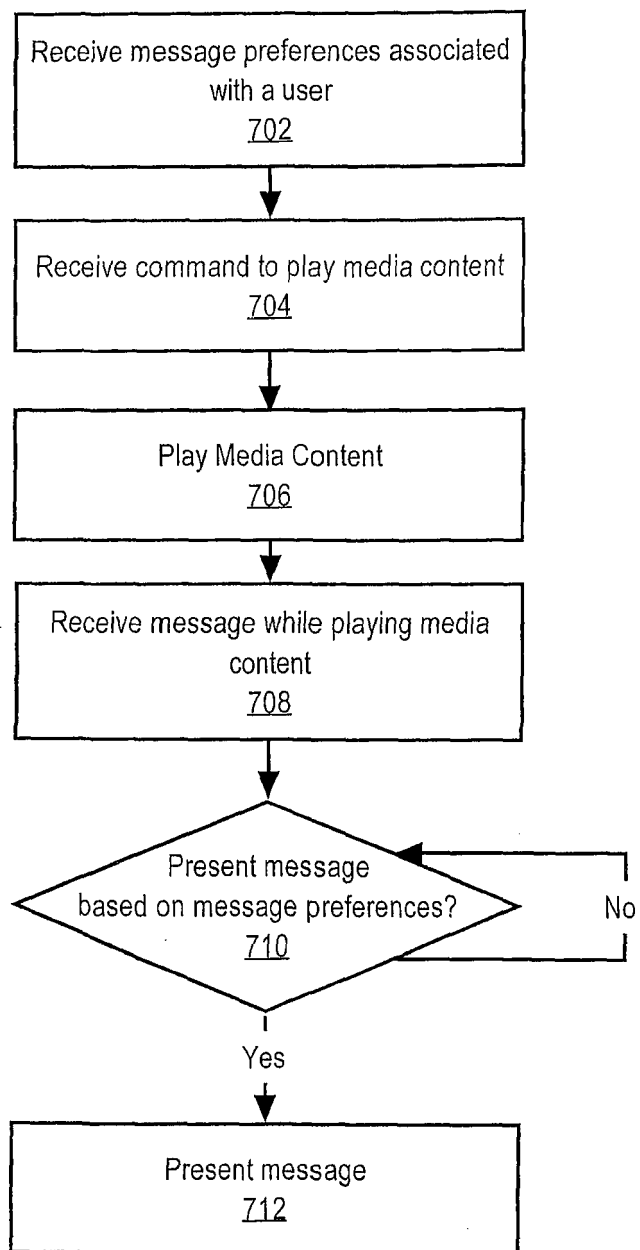 Receive message preferences associated
with a user
702
Receive command to play media content
704
Play Media Content
706
Receive message while playing media
content
708
Present message
based on message preferences?
710
No
Yes
Present message
712